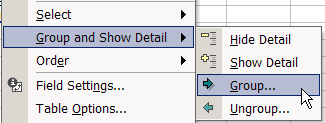 Select
Group and Show Detail
Order
Field Settings...
Table Options...
Hide Detail
Show Detail
Group...
Ungroup...